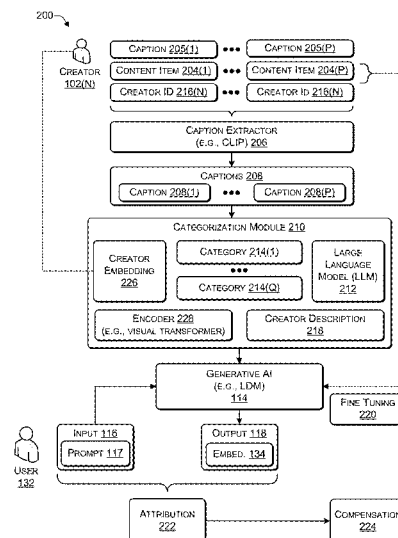 200
CAPTION 205(1) ••• CAPTION 205(P)
CREATOR
102(N)
CONTENT ITEM 204(1) ••• CONTENT ITEM 204(P)
CREATOR ID 216(N) ••• CREATOR ID 216(N)
CAPTION EXTRACTOR
(E.G., CLIP) 206
CAPTIONS 208
CAPTION 208(1) ••• CAPTION 208(P)
CATEGORIZATION MODULE 210
CREATOR
EMBEDDING
226
CATEGORY 214(1)
•••
CATEGORY 214(Q)
LARGE
LANGUAGE
MODEL (LLM)
212
ENCODER 228
(E.G., VISUAL TRANSFORMER)
CREATOR DESCRIPTION
218
GENERATIVE AI
(E.G., LDM)
114
FINE TUNING
220
INPUT 116
PROMPT 117
OUTPUT 118
EMBED. 134
USER
132
ATTRIBUTION
222
COMPENSATION
224